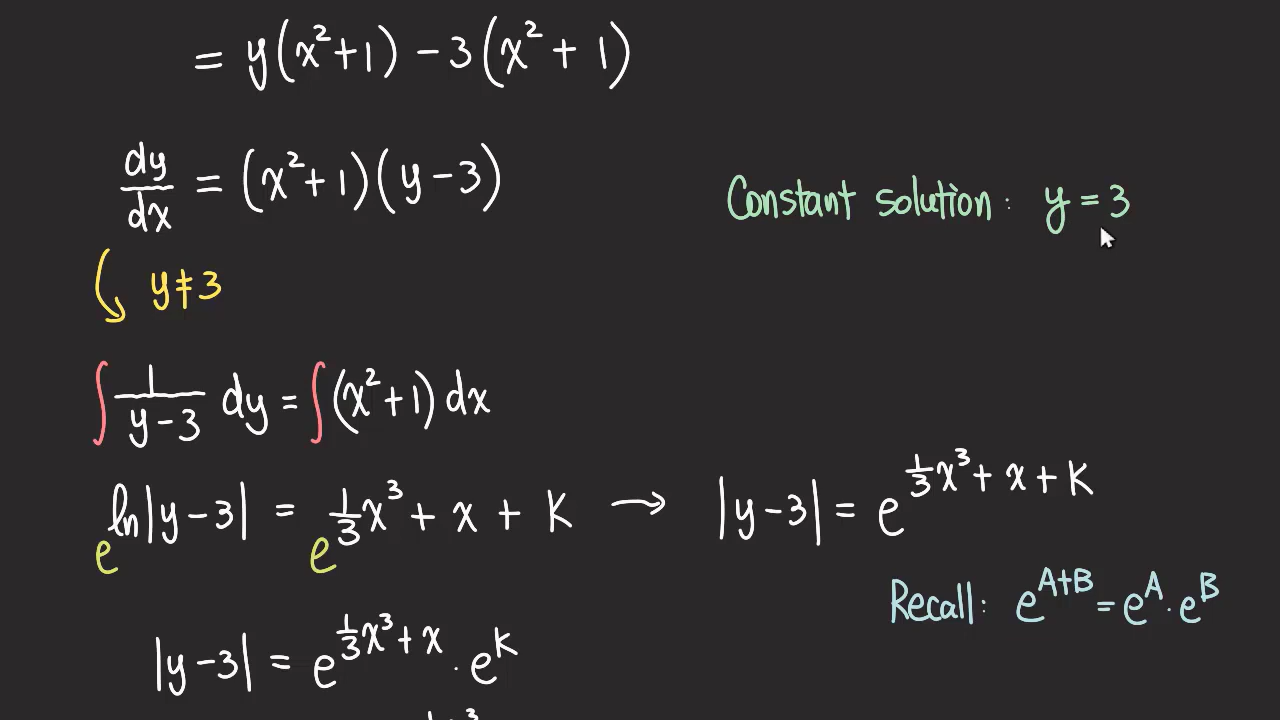 = y(x²+1) - 3(x² + 1)
dy/dx = (x²+1)(y-3)
Constant solution: y = 3
y≠3
∫ 1/(y-3) dy = ∫ (x²+1) dx
e^(ln|y-3|) = e^(1/3 x³ + x + K) → |y-3| = e^(1/3 x³ + x + K)
Recall: e^(A+B) = e^A · e^B
|y-3| = e^(1/3 x³ + x) · e^K